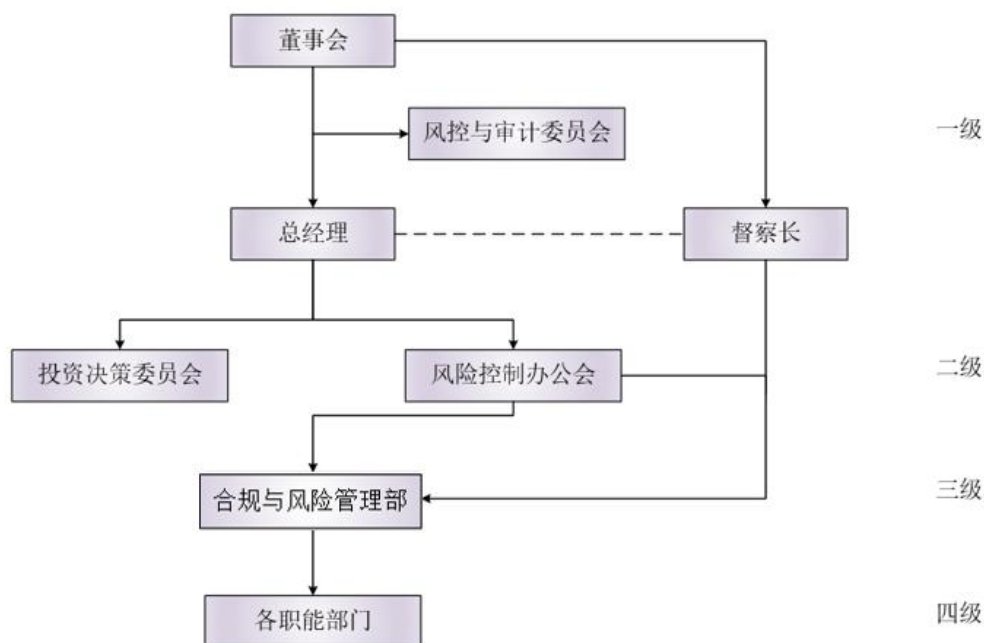 董事会
风控与审计委员会
一级
总经理
督察长
投资决策委员会
风险控制办公会
二级
合规与风险管理部
三级
各职能部门
四级